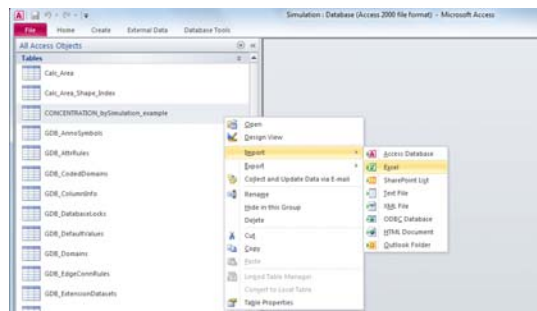 Simulation : Database (Access 2000 file format) - Microsoft Access
File Home Create External Data Database Tools
All Access Objects
Tables
Calc_Area
Calc_Area_Shape_Index
CONCENTRATION_bySimulation_example
GDB_AnnoSymbols
GDB_AttrRules
GDB_CodedDomains
GDB_ColumnInfo
GDB_DatabaseLocks
GDB_DefaultValues
GDB_Domains
GDB_EdgeConnRules
GDB_ExtensionDatasets
Open
Design View
Import
Export
Collect and Update Data via E-mail
Rename
Hide in this Group
Delete
Cut
Copy
Paste
Linked Table Manager
Convert to Local Table
Table Properties
Access Database
Excel
SharePoint List
Text File
XML File
ODBC Database
HTML Document
Outlook Folder